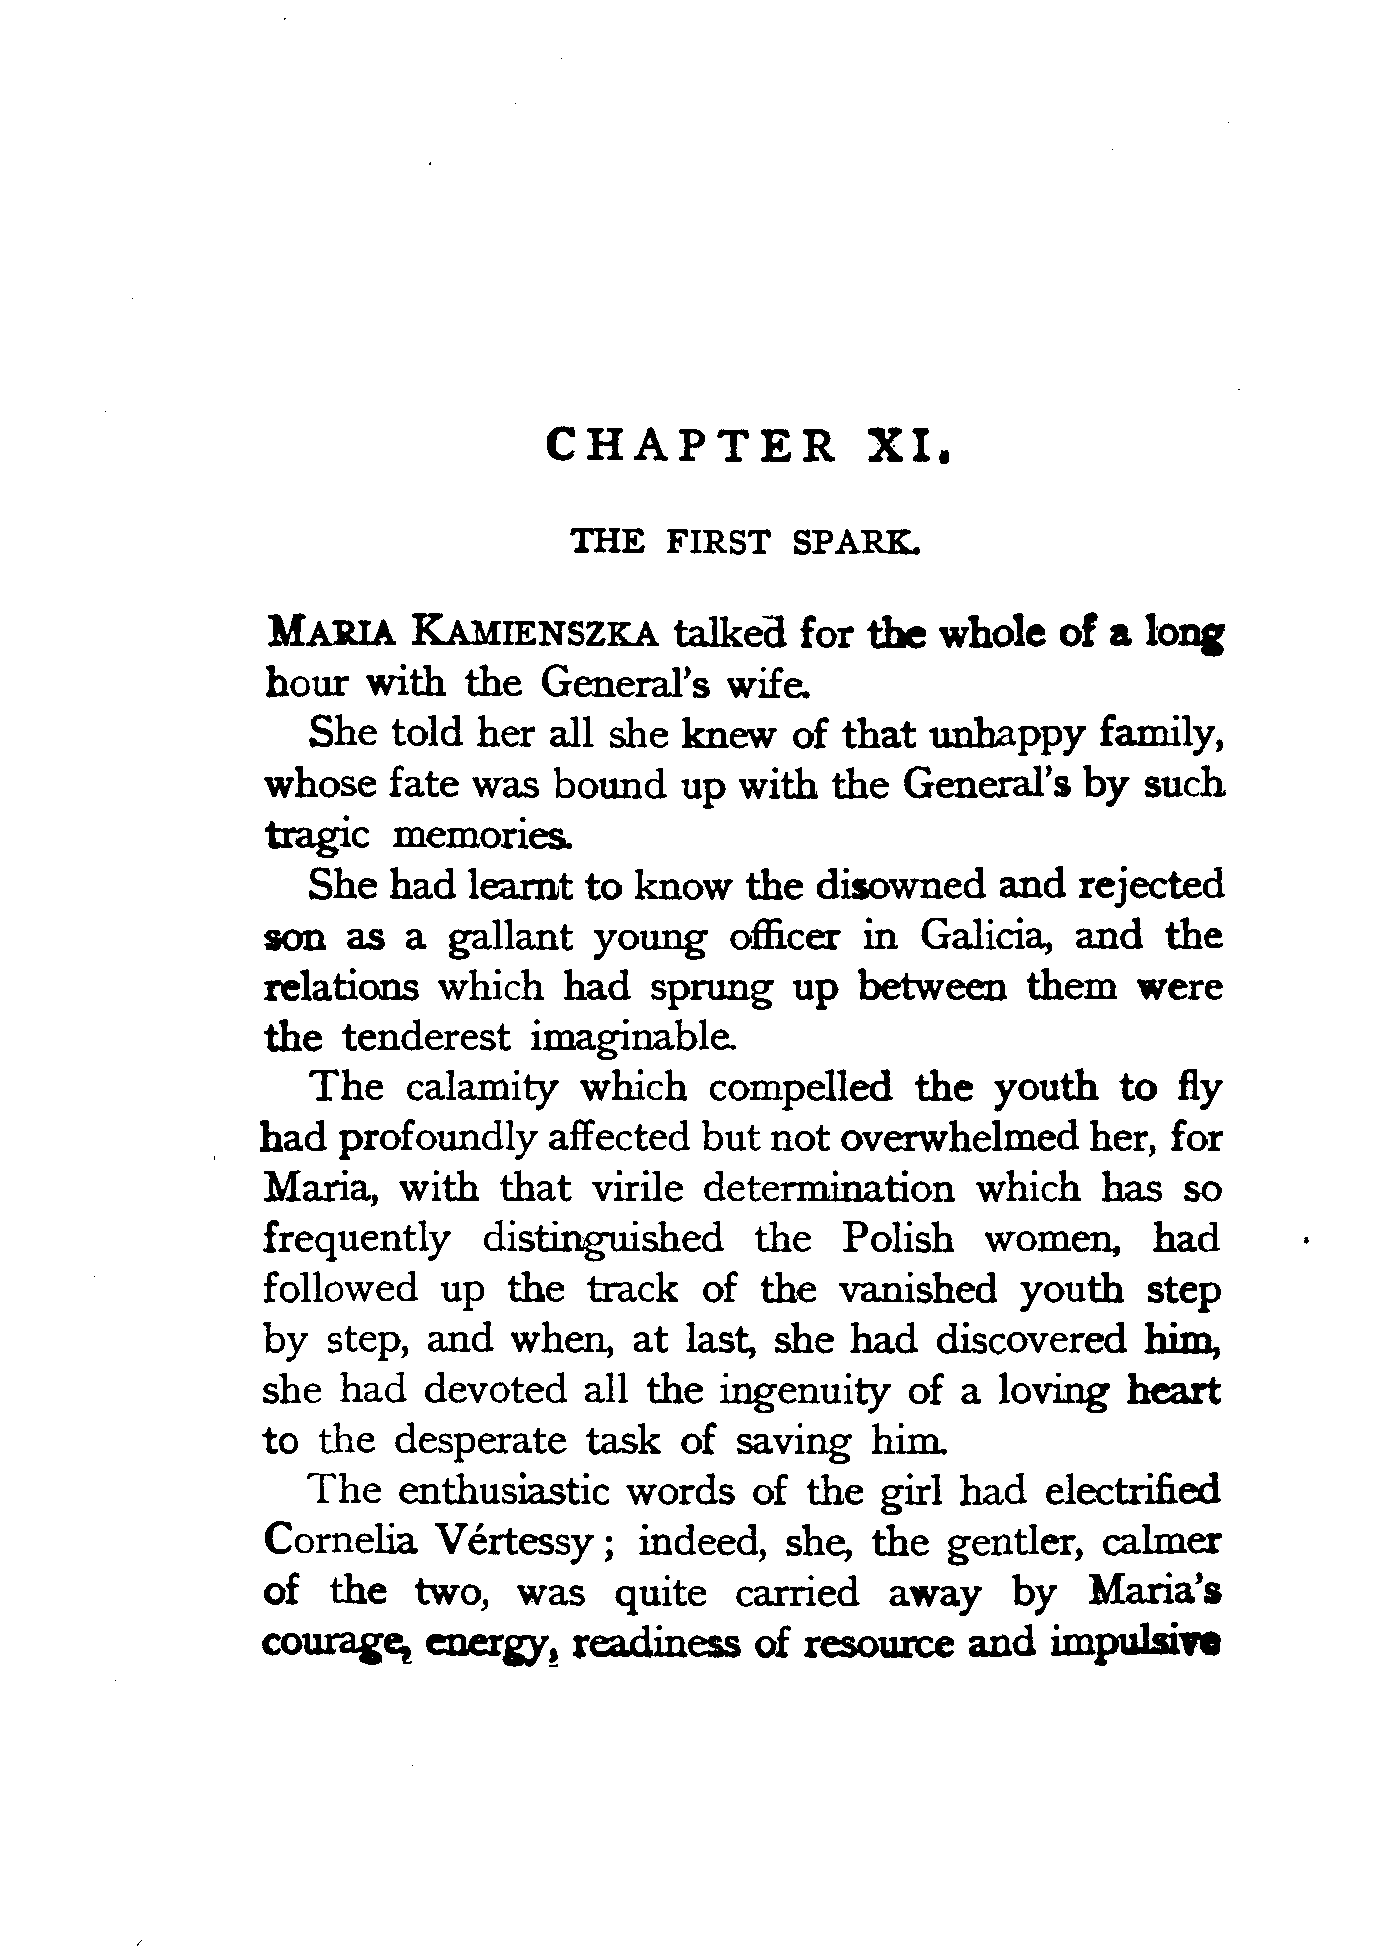 CHAPTER XI.
THE FIRST SPARK.
MARIA KAMIENSZKA talked for the whole of a long
hour with the General's wife.
She told her all she knew of that unhappy family,
whose fate was bound up with the General's by such
tragic memories.
She had learnt to know the disowned and rejected
son as a gallant young officer in Galicia, and the
relations which had sprung up between them were
the tenderest imaginable.
The calamity which compelled the youth to fly
had profoundly affected but not overwhelmed her, for
Maria, with that virile determination which has so
frequently distinguished the Polish women, had
followed up the track of the vanished youth step
by step, and when, at last, she had discovered him,
she had devoted all the ingenuity of a loving heart
to the desperate task of saving him.
The enthusiastic words of the girl had electrified
Cornelia Vértessy; indeed, she, the gentler, calmer
of the two, was quite carried away by Maria's
courage, energy, readiness of resource and impulsive